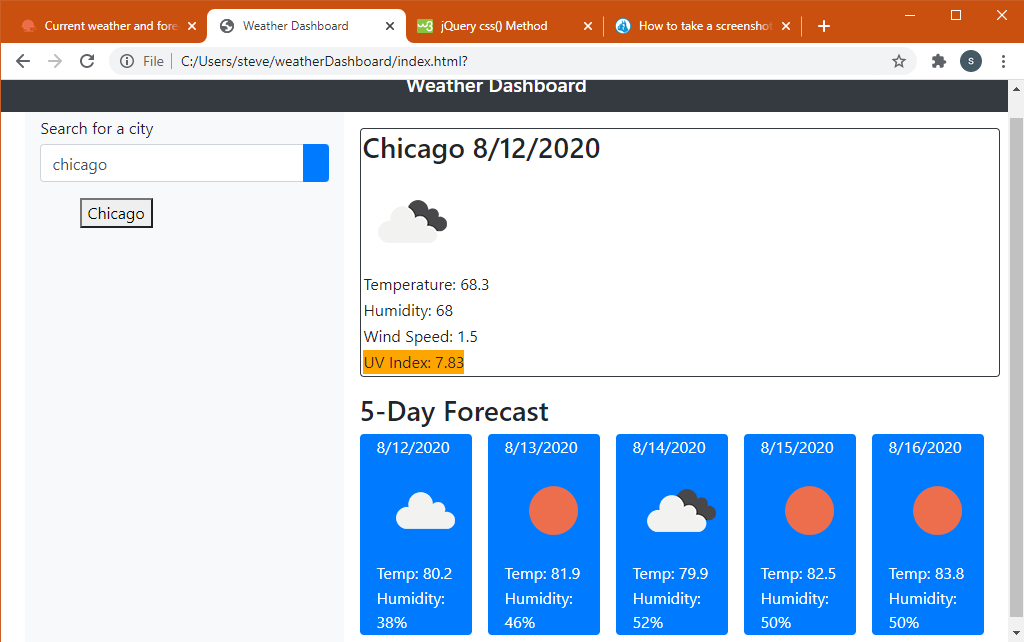 Current weather and fore
Weather Dashboard
jQuery css() Method
How to take a screenshot
File
C:/Users/steve/weatherDashboard/index.html?
S
Weather Dashboard
Search for a city
chicago
Chicago
Chicago 8/12/2020
Temperature: 68.3
Humidity: 68
Wind Speed: 1.5
UV Index: 7.83
5-Day Forecast
8/12/2020
Temp: 80.2
Humidity:
38%
8/13/2020
Temp: 81.9
Humidity:
46%
8/14/2020
Temp: 79.9
Humidity:
52%
8/15/2020
Temp: 82.5
Humidity:
50%
8/16/2020
Temp: 83.8
Humidity:
50%